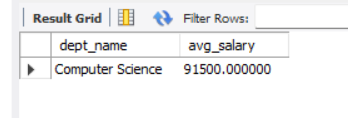 Result Grid Filter Rows:
dept_name avg_salary
Computer Science 91500.000000